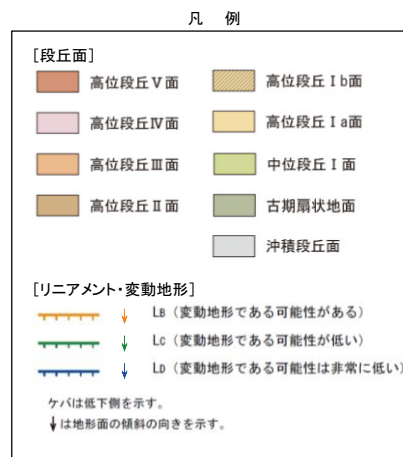 凡 例
[段丘面]
高位段丘Ⅴ面
高位段丘Ⅳ面
高位段丘Ⅲ面
高位段丘Ⅱ面
高位段丘Ⅰb面
高位段丘Ⅰa面
中位段丘Ⅰ面
古期扇状地面
沖積段丘面
[リニアメント・変動地形]
LB (変動地形である可能性がある)
LC (変動地形である可能性が低い)
LD (変動地形である可能性は非常に低い)
ケバは低下側を示す。
↓は地形面の傾斜の向きを示す。